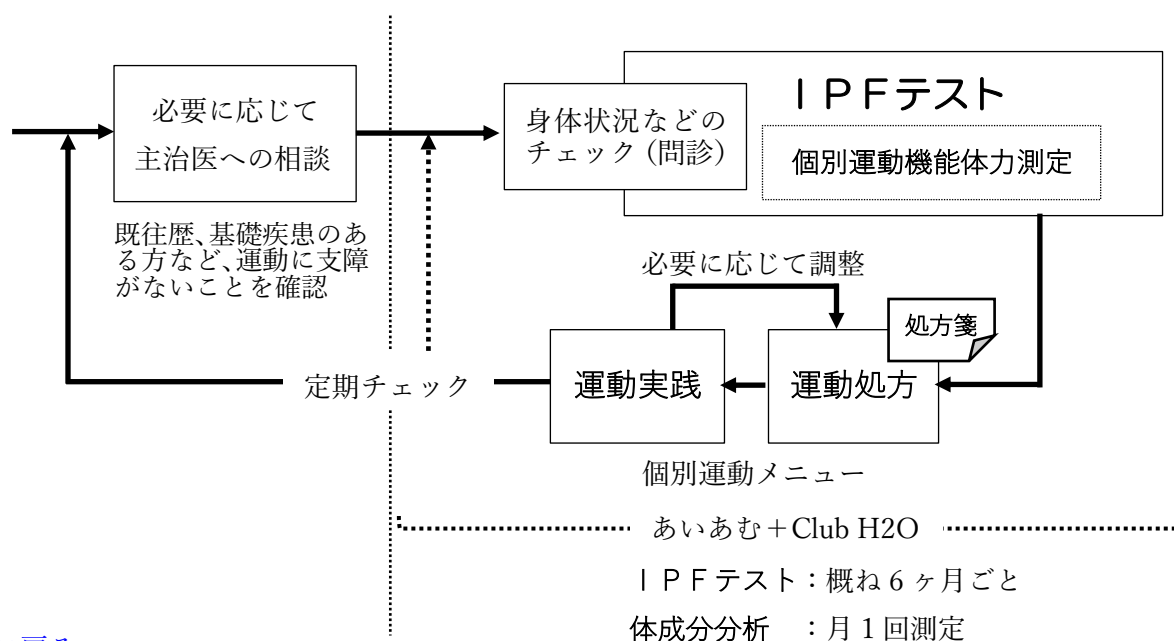 必要に応じて
主治医への相談
既往歴、基礎疾患のあ
る方など、運動に支障
がないことを確認
身体状況などの
チェック(問診)
IPFテスト
個別運動機能体力測定
必要に応じて調整
処方箋
運動実践
運動処方
定期チェック
個別運動メニュー
あいあむ+Club H2O
IPFテスト:概ね6ヶ月ごと
体成分分析 :月1回測定